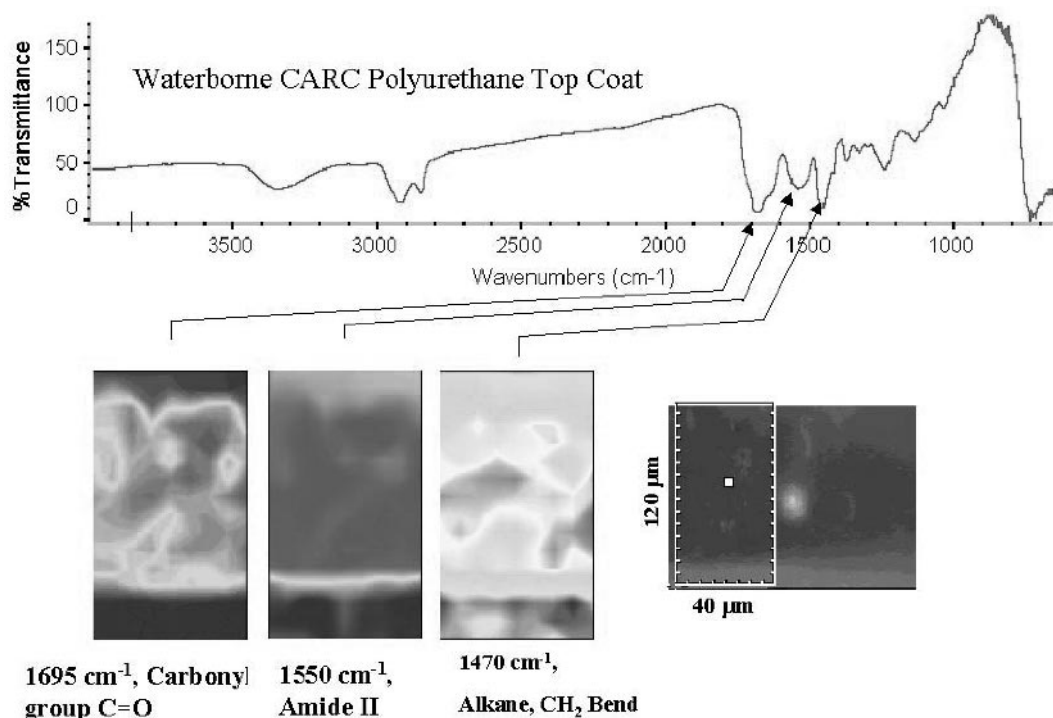 %Transmittance
150
100
50
0
Waterborne CARC Polyurethane Top Coat
3500
3000
2500
2000
1500
1000
Wavenumbers (cm-1)
120 µm
40 µm
1695 cm⁻¹, Carbonyl
group C=O
1550 cm⁻¹,
Amide II
1470 cm⁻¹,
Alkane, CH₂ Bend